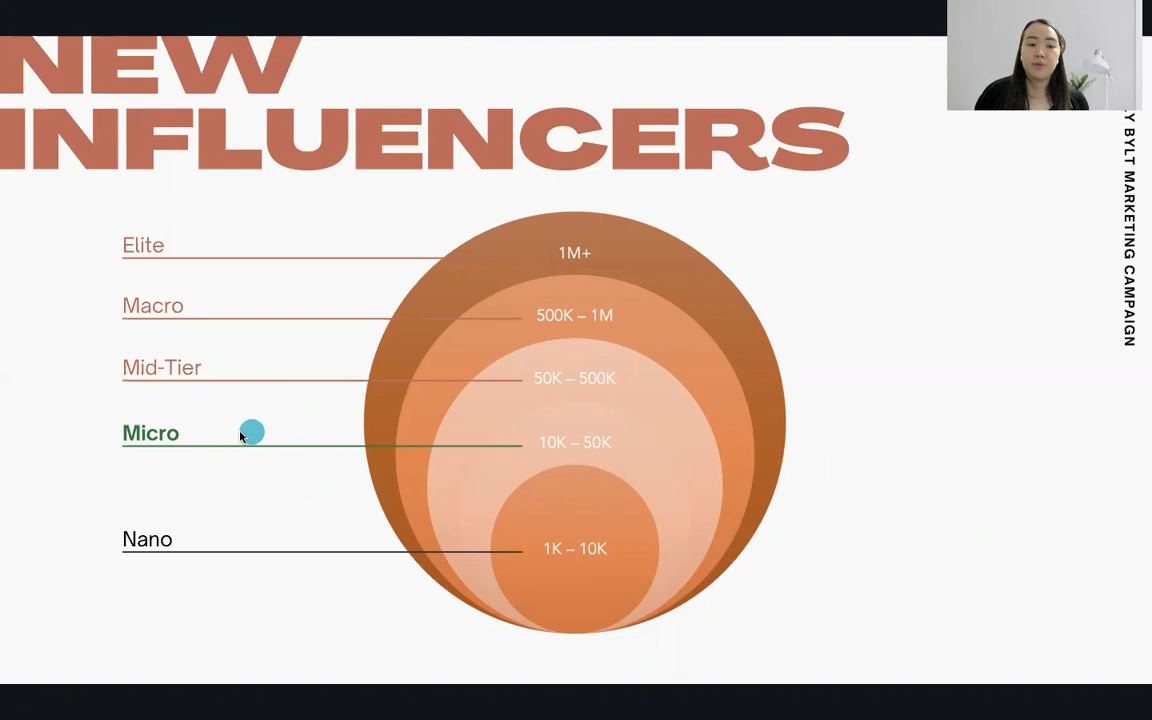 NEW
INFLUENCERS
Elite
1M+
Macro
500K – 1M
Mid-Tier
50K – 500K
Micro
10K – 50K
Nano
1K – 10K
BYLT MARKETING CAMPAIGN